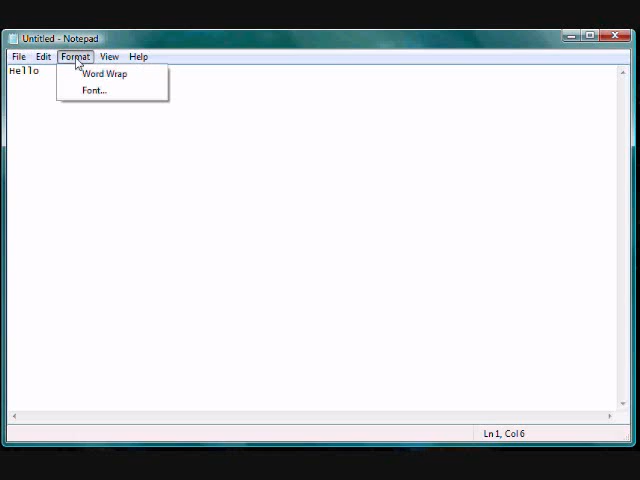 Untitled - Notepad
File Edit Format View Help
Hello
Word Wrap
Font...
Ln 1, Col 6